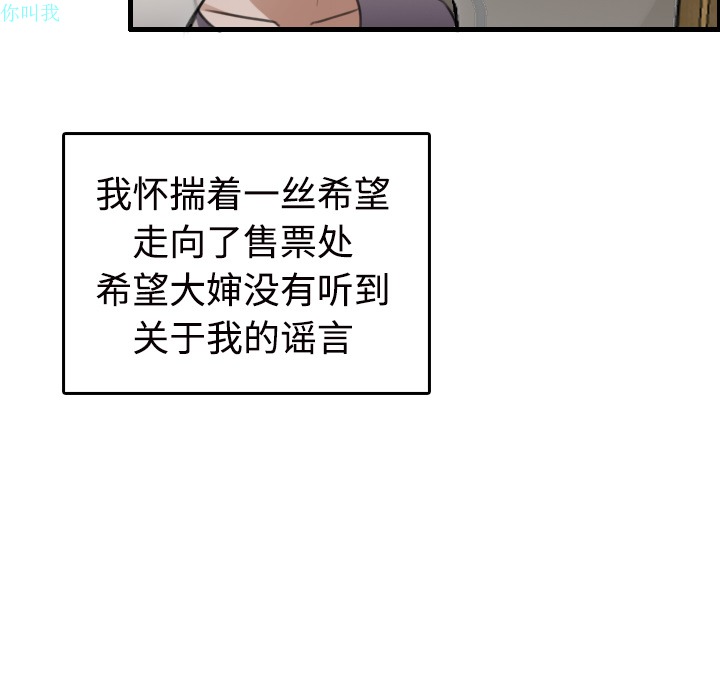 你叫我
我怀揣着一丝希望
走向了售票处
希望大婶没有听到
关于我的谣言